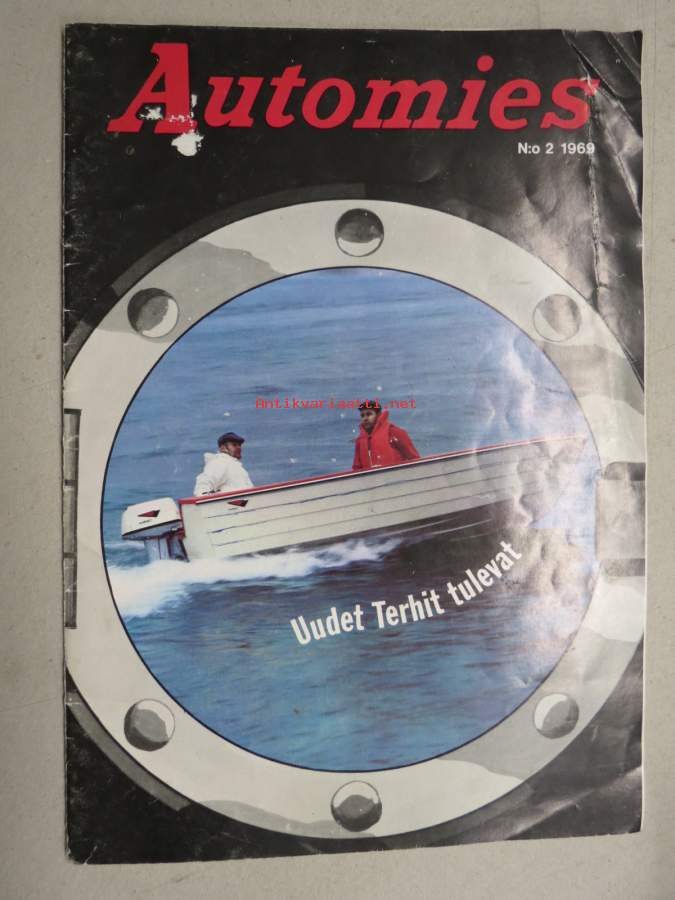 Automies
N:o 2 1969
Antikvariaatti.net
Uudet Terhit tulevat